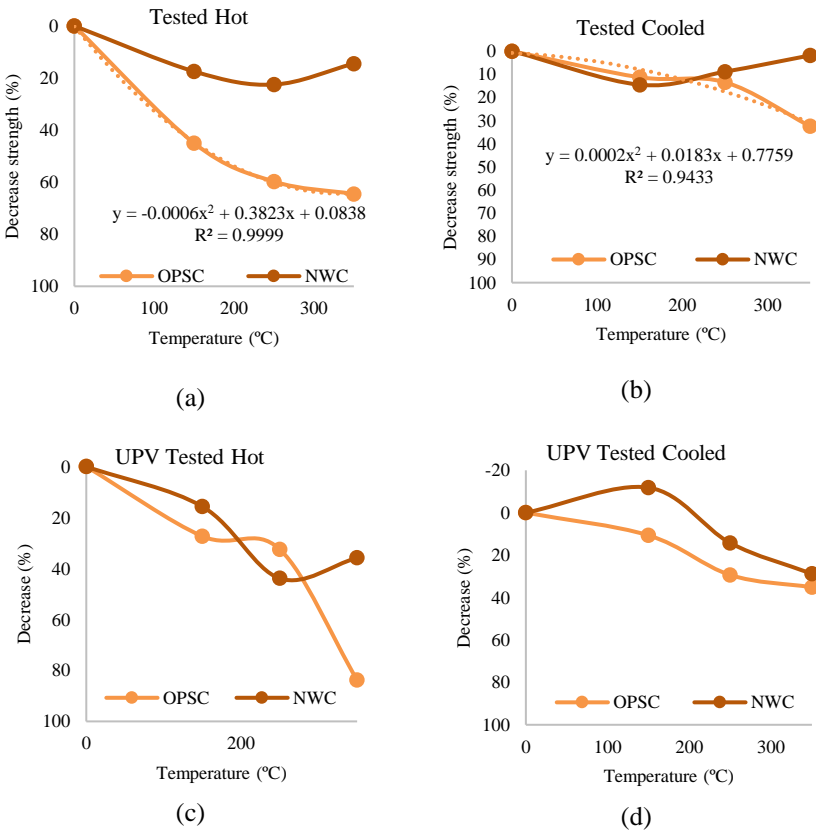 Tested Hot
0
20
40
60
80
100
Decrease strength (%)
y = -0.0006x² + 0.3823x + 0.0838
R² = 0.9999
OPSC NWC
0 100 200 300
Temperature (ºC)
(a)
Tested Cooled
0
10
20
30
40
50
60
70
80
90
100
Decrease strength (%)
y = 0.0002x² + 0.0183x + 0.7759
R² = 0.9433
OPSC NWC
0 100 200 300
Temperature (ºC)
(b)
UPV Tested Hot
0
20
40
60
80
100
Decrease (%)
OPSC NWC
0 200
Temperature (ºC)
(c)
UPV Tested Cooled
-20
0
20
40
60
80
100
Decrease (%)
OPSC NWC
0 100 200 300
Temperature (ºC)
(d)